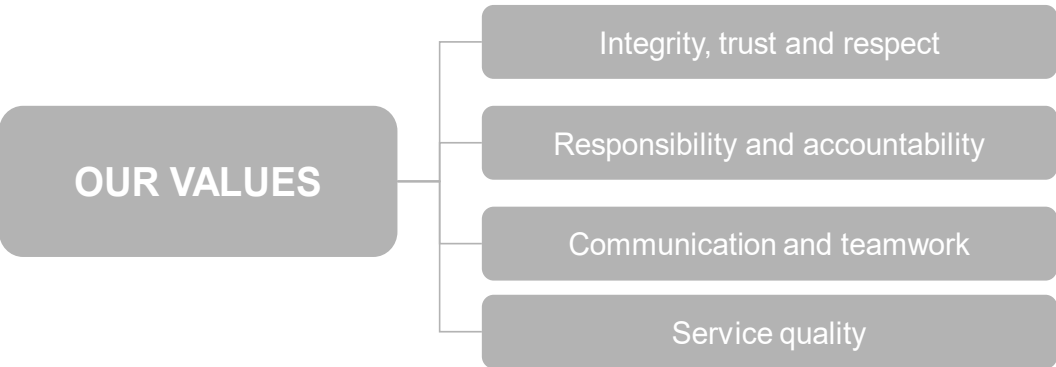 OUR VALUES
Integrity, trust and respect
Responsibility and accountability
Communication and teamwork
Service quality